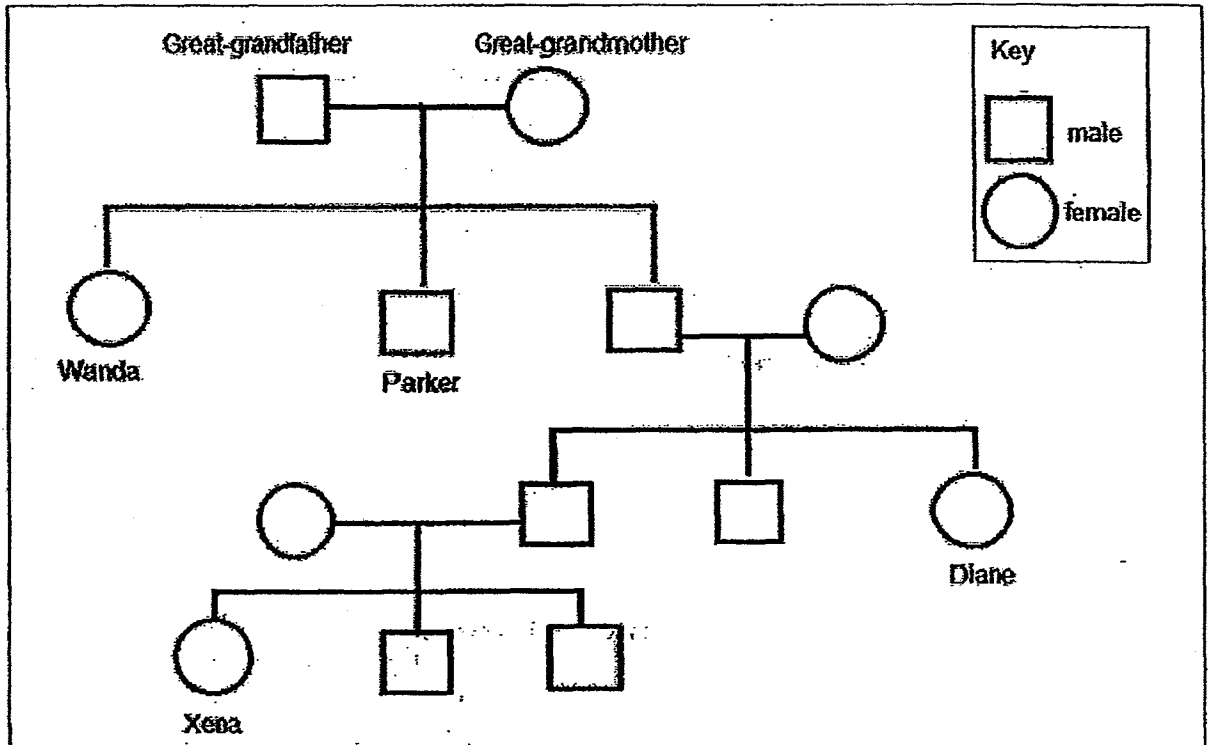 Great-grandfather
Great-grandmother
Key
male
female
Wanda
Parker
Diane
Xena